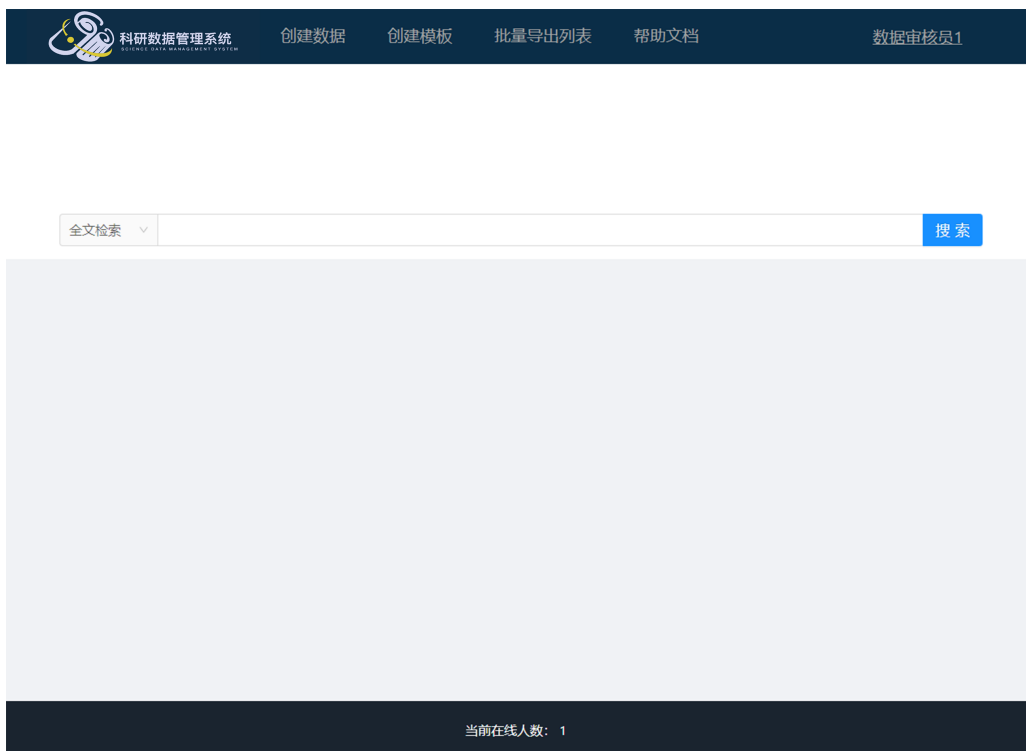 科研数据管理系统 创建数据 创建模板 批量导出列表 帮助文档 数据审核员1
SCIENCE DATA MANAGEMENT SYSTEM
全文检索 搜 索
当前在线人数： 1